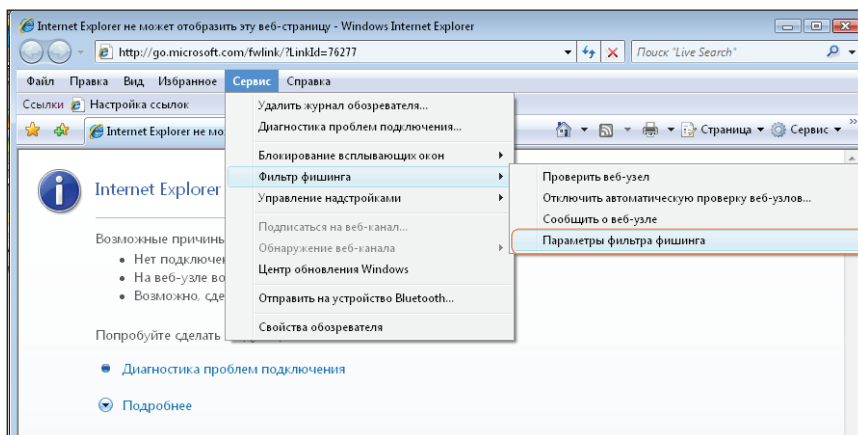 Internet Explorer не может отобразить эту веб-страницу - Windows Internet Explorer
http://go.microsoft.com/fwlink/?LinkId=76277
Поиск "Live Search"
Файл Правка Вид Избранное Сервис Справка
Ссылки Настройка ссылок
Internet Explorer не мо
Страница Сервис »
Удалить журнал обозревателя...
Диагностика проблем подключения...
Блокирование всплывающих окон
Фильтр фишинга
Управление надстройками
Подписаться на веб-канал...
Обнаружение веб-канала
Центр обновления Windows
Отправить на устройство Bluetooth...
Свойства обозревателя
Проверить веб-узел
Отключить автоматическую проверку веб-узлов...
Сообщить о веб-узле
Параметры фильтра фишинга
Internet Explorer
Возможные причины
• Нет подключе
• На веб-узле во
• Возможно, сде
Попробуйте сделать
Диагностика проблем подключения
Подробнее